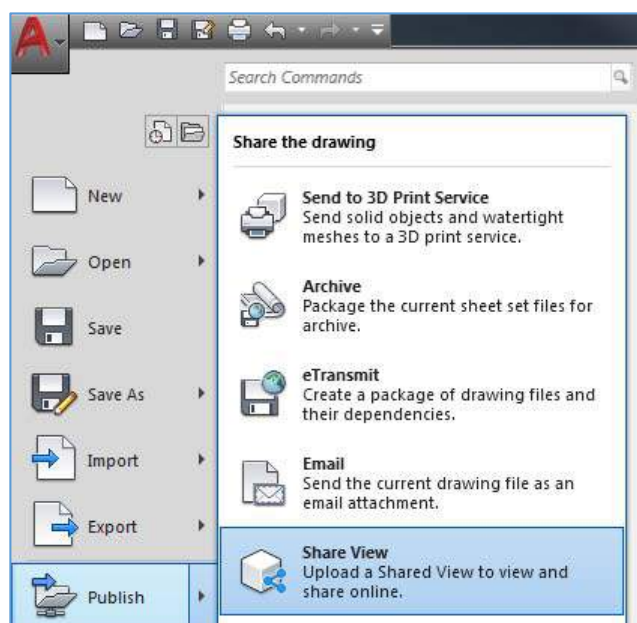 A
Search Commands
Share the drawing
New
Open
Save
Save As
Import
Export
Publish
Send to 3D Print Service
Send solid objects and watertight
meshes to a 3D print service.
Archive
Package the current sheet set files for
archive.
eTransmit
Create a package of drawing files and
their dependencies.
Email
Send the current drawing file as an
email attachment.
Share View
Upload a Shared View to view and
share online.